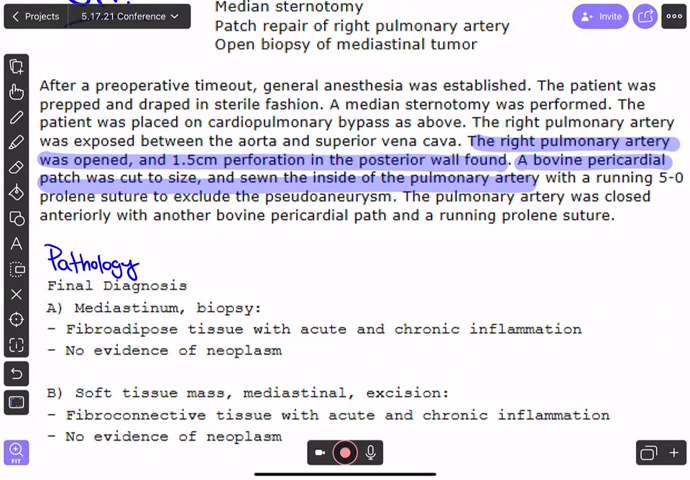 Projects
5.17.21 Conference
Invite
Median sternotomy
Patch repair of right pulmonary artery
Open biopsy of mediastinal tumor
After a preoperative timeout, general anesthesia was established. The patient was
prepped and draped in sterile fashion. A median sternotomy was performed. The
patient was placed on cardiopulmonary bypass as above. The right pulmonary artery
was exposed between the aorta and superior vena cava. The right pulmonary artery
was opened, and 1.5cm perforation in the posterior wall found. A bovine pericardial
patch was cut to size, and sewn the inside of the pulmonary artery with a running 5-0
prolene suture to exclude the pseudoaneurysm. The pulmonary artery was closed
anteriorly with another bovine pericardial path and a running prolene suture.
Pathology
Final Diagnosis
A) Mediastinum, biopsy:
- Fibroadipose tissue with acute and chronic inflammation
- No evidence of neoplasm
B) Soft tissue mass, mediastinal, excision:
- Fibroconnective tissue with acute and chronic inflammation
- No evidence of neoplasm
A
FIT